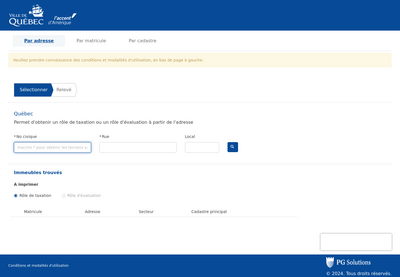 VILLE DE
QUÉBEC
l'accent
d'Amérique
Par adresse
Par matricule
Par cadastre
Veuillez prendre connaissance des conditions et modalités d'utilisation, en bas de page à gauche.
Sélectionner
Relevé
Québec
Permet d'obtenir un rôle de taxation ou un rôle d'évaluation à partir de l'adresse
*No civique
*Rue
Local
Immeubles trouvés
A imprimer
Rôle de taxation
Rôle d'évaluation
Matricule
Adresse
Secteur
Cadastre principal
Conditions et modalités d'utilisation
PG Solutions
© 2024. Tous droits réservés.